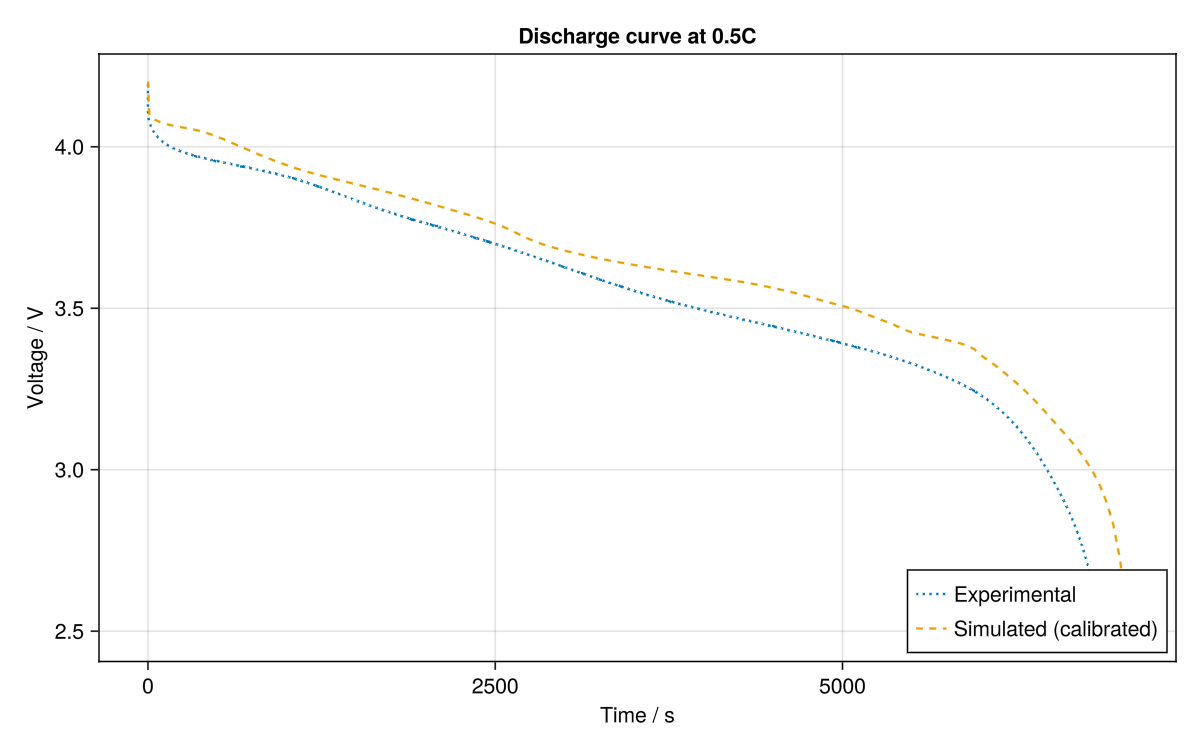 Discharge curve at 0.5C
Voltage / V
4.0
3.5
3.0
2.5
0
2500
5000
Time / s
Experimental
Simulated (calibrated)